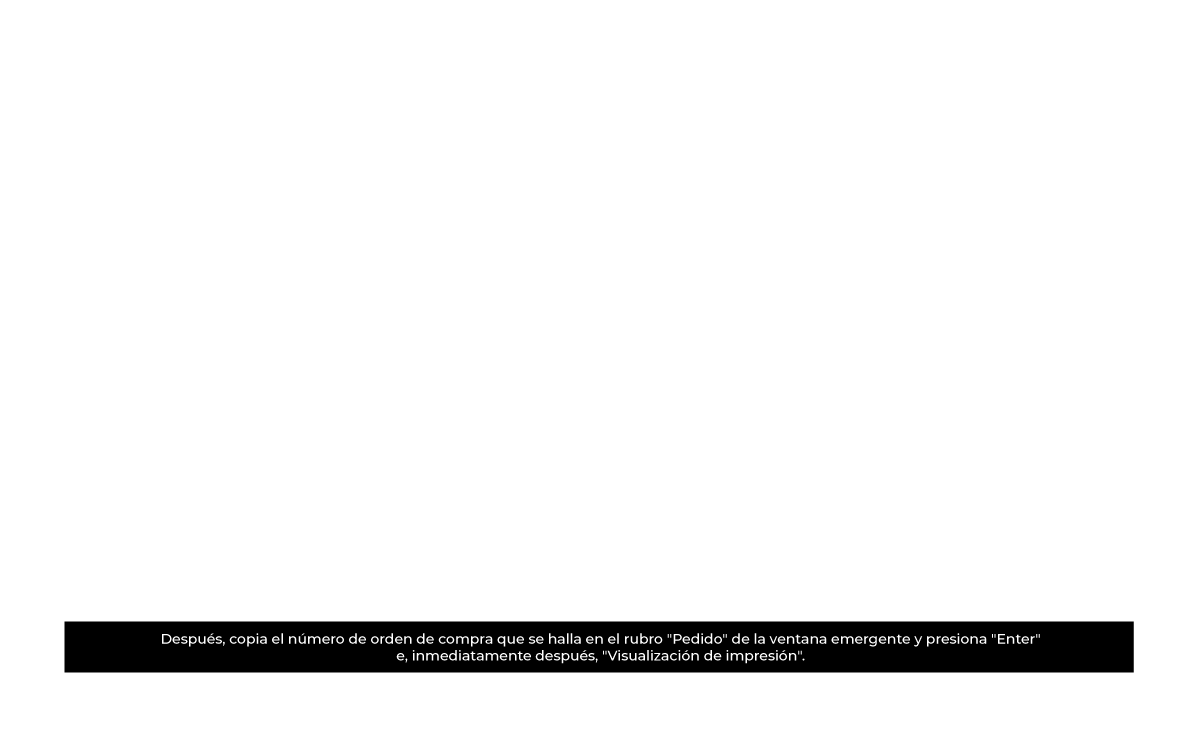 Después, copia el número de orden de compra que se halla en el rubro "Pedido" de la ventana emergente y presiona "Enter"
e, inmediatamente después, "Visualización de impresión".